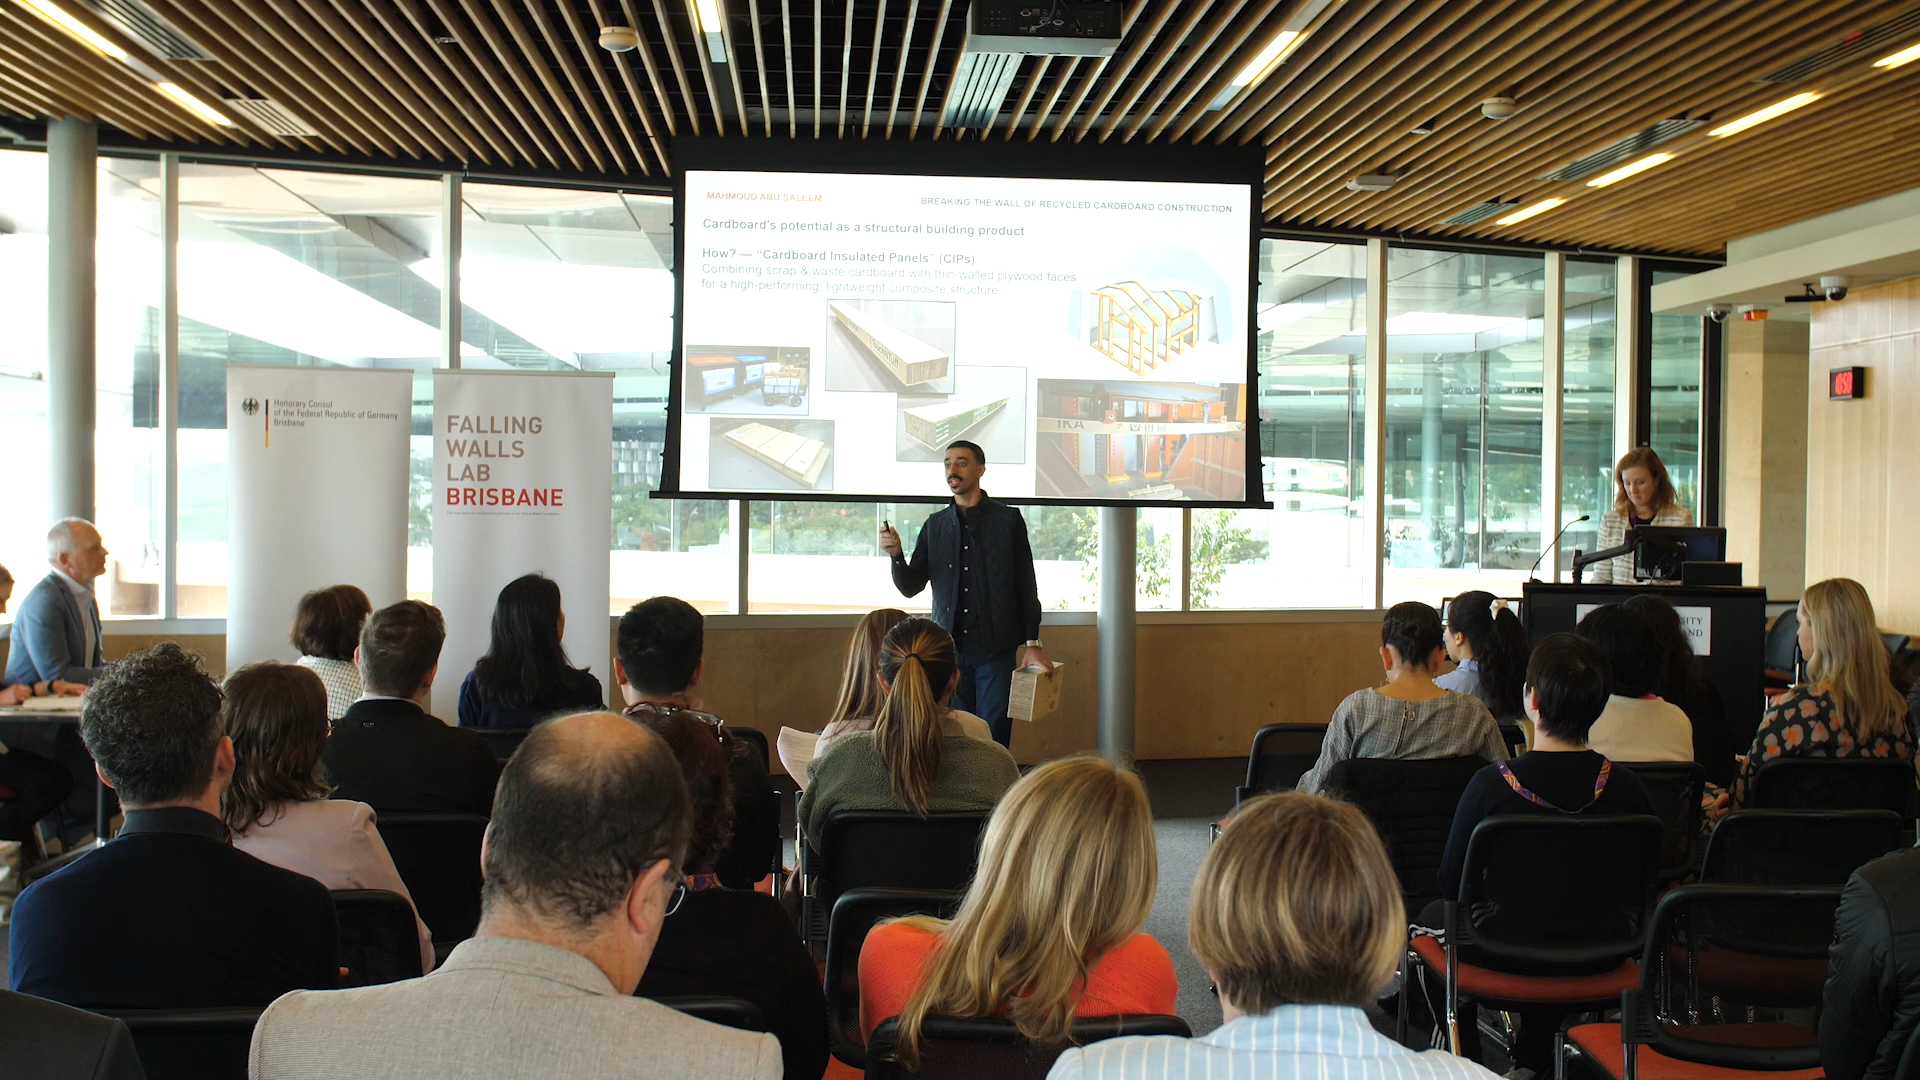 MAHMOUD ABU SALEEM
BREAKING THE WALL OF RECYCLED CARDBOARD CONSTRUCTION
Cardboard's potential as a structural building product
How? — "Cardboard Insulated Panels" (CIPs)
Combining scrap & waste cardboard with thin-walled plywood faces
for a high-performing, lightweight composite structure
Honorary Consul
of the Federal Republic of Germany
Brisbane
FALLING
WALLS
LAB
BRISBANE